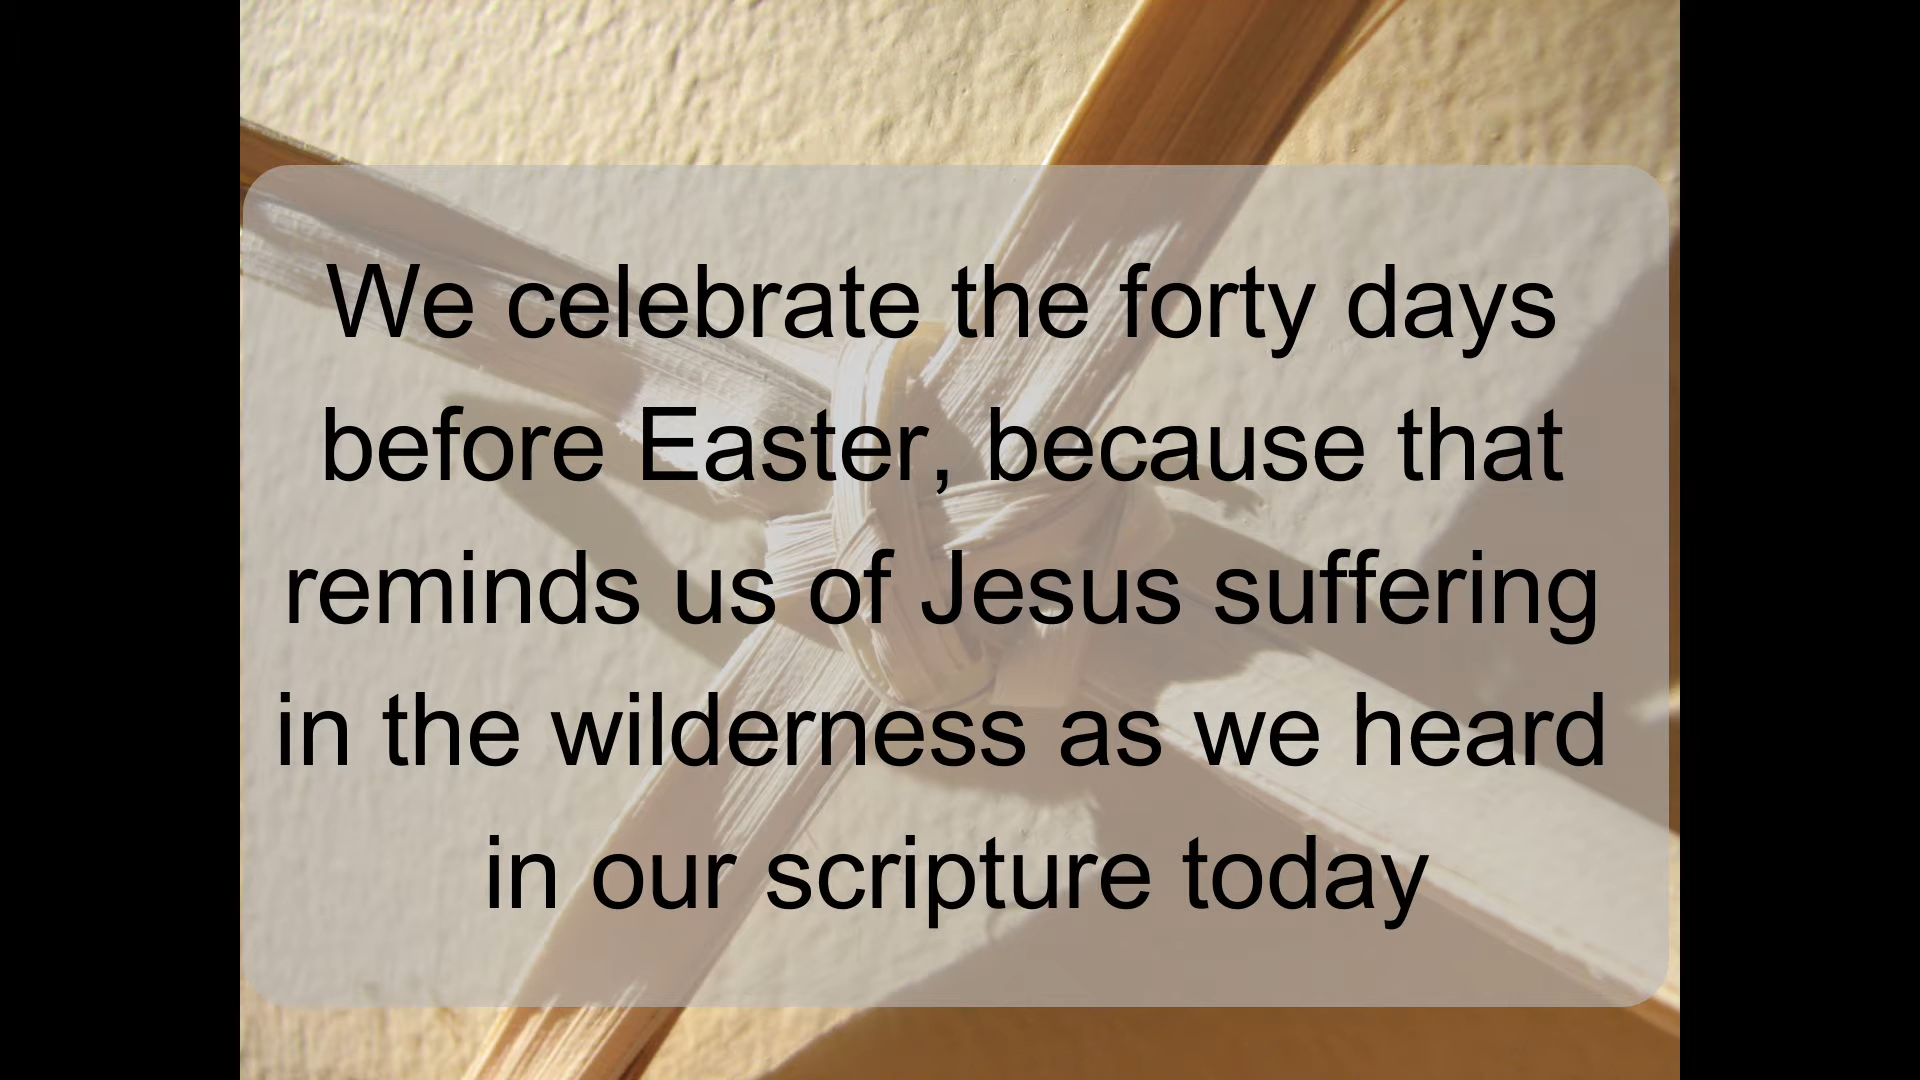 We celebrate the forty days
before Easter, because that
reminds us of Jesus suffering
in the wilderness as we heard
in our scripture today